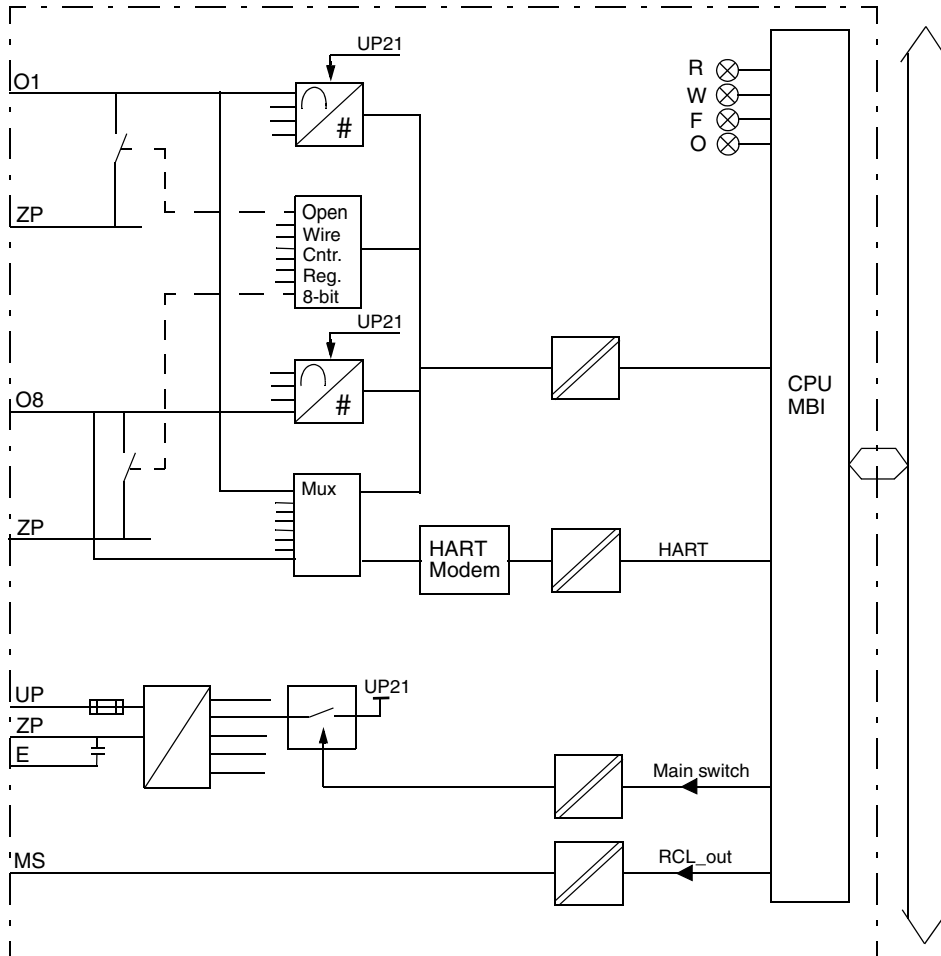 UP21
O1
#
R
W
F
O
ZP
Open
Wire
Cntr.
Reg.
8-bit
UP21
#
CPU
MBI
O8
Mux
ZP
HART
Modem
HART
UP
UP21
ZP
E
Main switch
MS
RCL_out